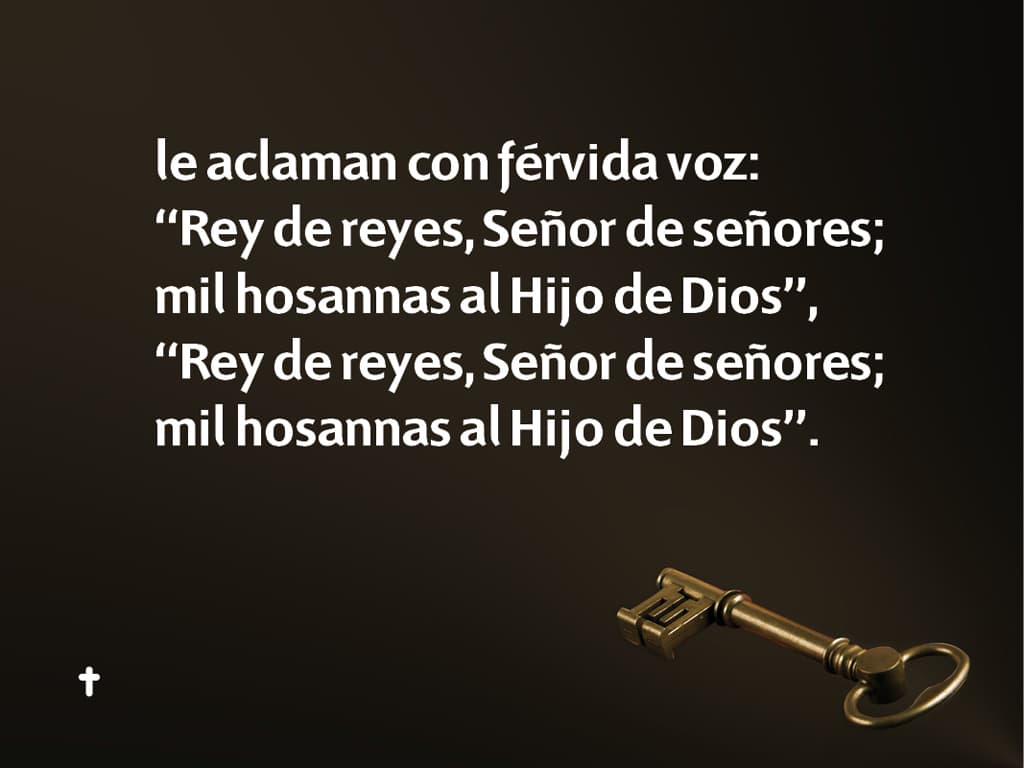 le aclaman con férvida voz:
“Rey de reyes, Señor de señores;
mil hosannas al Hijo de Dios”,
“Rey de reyes, Señor de señores;
mil hosannas al Hijo de Dios”.